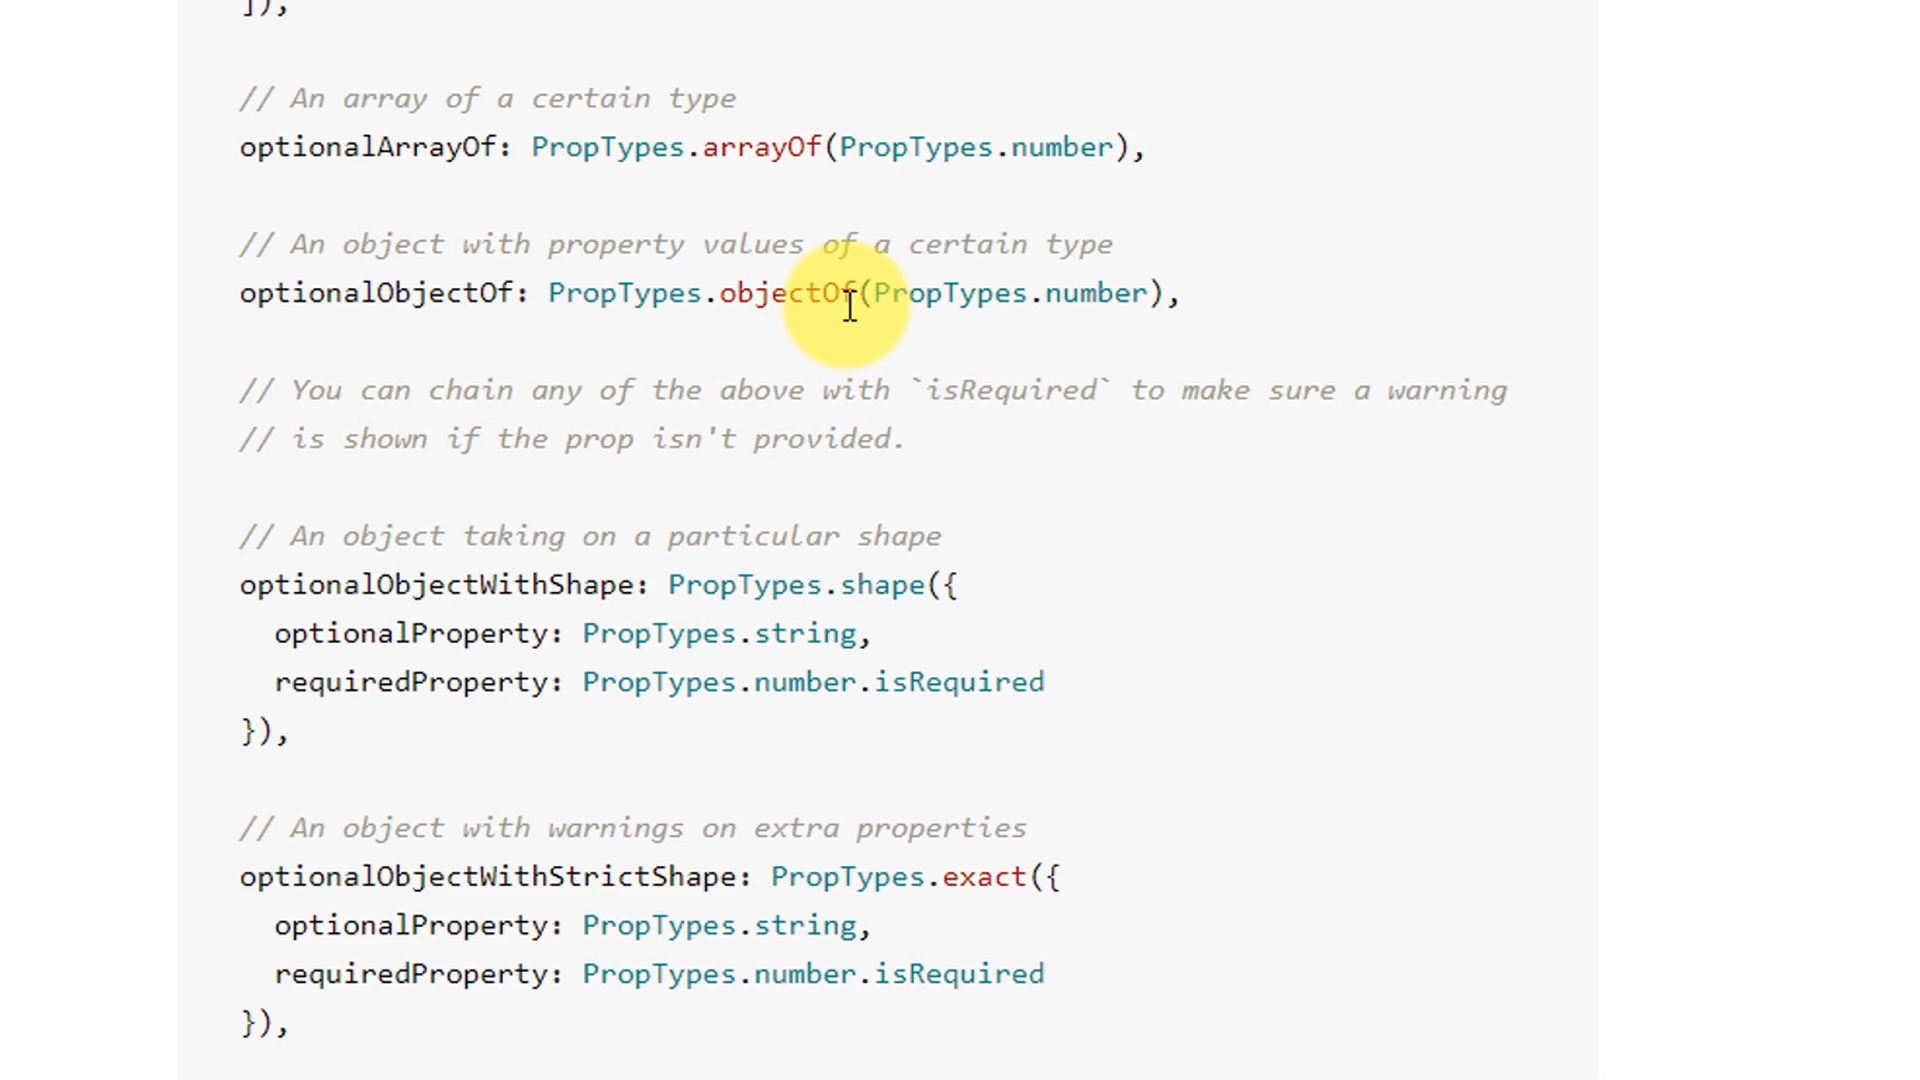 ]),
// An array of a certain type
optionalArrayOf: PropTypes.arrayOf(PropTypes.number),
// An object with property values of a certain type
optionalObjectOf: PropTypes.objectOf(PropTypes.number),
// You can chain any of the above with `isRequired` to make sure a warning
// is shown if the prop isn't provided.
// An object taking on a particular shape
optionalObjectWithShape: PropTypes.shape({
optionalProperty: PropTypes.string,
requiredProperty: PropTypes.number.isRequired
}),
// An object with warnings on extra properties
optionalObjectWithStrictShape: PropTypes.exact({
optionalProperty: PropTypes.string,
requiredProperty: PropTypes.number.isRequired
}),